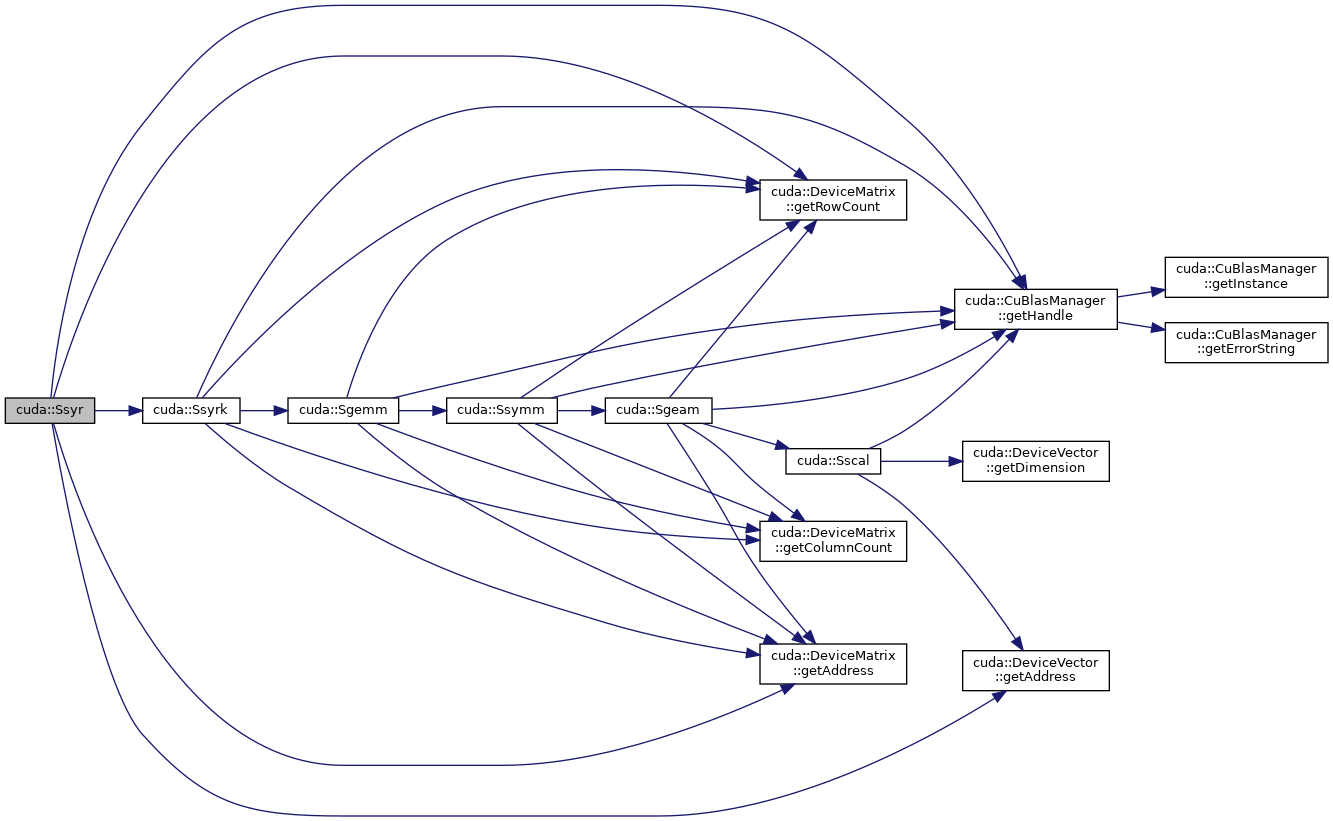 cuda::Ssyr
cuda::Ssyrk
cuda::Sgemm
cuda::Ssymm
cuda::Sgeam
cuda::Sscal
cuda::DeviceMatrix
::getRowCount
cuda::DeviceMatrix
::getColumnCount
cuda::DeviceMatrix
::getAddress
cuda::CuBlasManager
::getHandle
cuda::DeviceVector
::getDimension
cuda::DeviceVector
::getAddress
cuda::CuBlasManager
::getInstance
cuda::CuBlasManager
::getErrorString